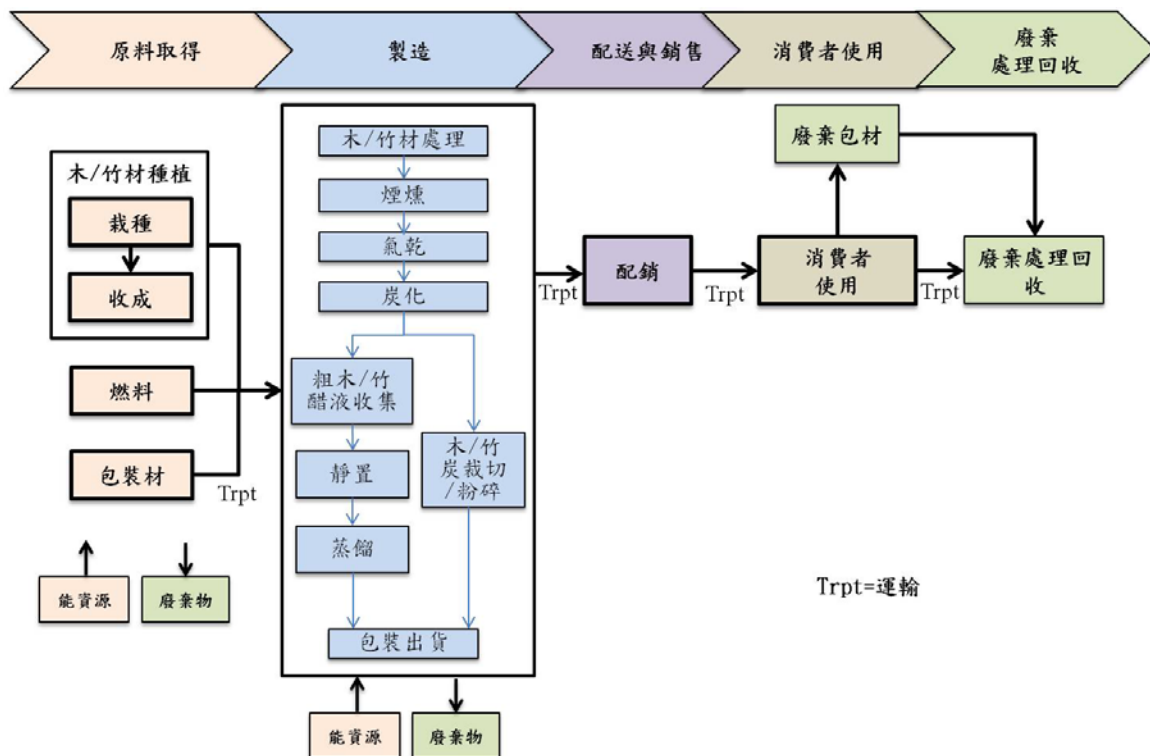 原料取得
製造
配送與銷售
消費者使用
廢棄
處理回收
木/竹材種植
栽種
收成
燃料
包裝材
Trpt
能資源
廢棄物
木/竹材處理
煙燻
氣乾
炭化
粗木/竹
醋液收集
靜置
蒸餾
木/竹
炭裁切
/粉碎
包裝出貨
能資源
廢棄物
Trpt
配銷
Trpt
消費者
使用
廢棄包材
Trpt
廢棄處理回
收
Trpt=運輸